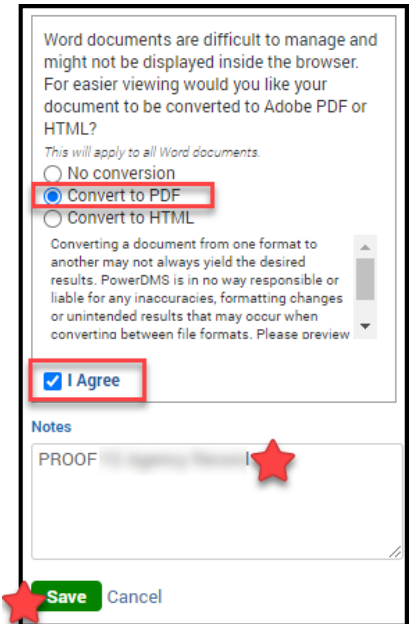 Word documents are difficult to manage and
might not be displayed inside the browser.
For easier viewing would you like your
document to be converted to Adobe PDF or
HTML?
This will apply to all Word documents.
No conversion
Convert to PDF
Convert to HTML
Converting a document from one format to
another may not always yield the desired
results. PowerDMS is in no way responsible or
liable for any inaccuracies, formatting changes
or unintended results that may occur when
converting between file formats. Please preview
I Agree
Notes
PROOF
Save Cancel